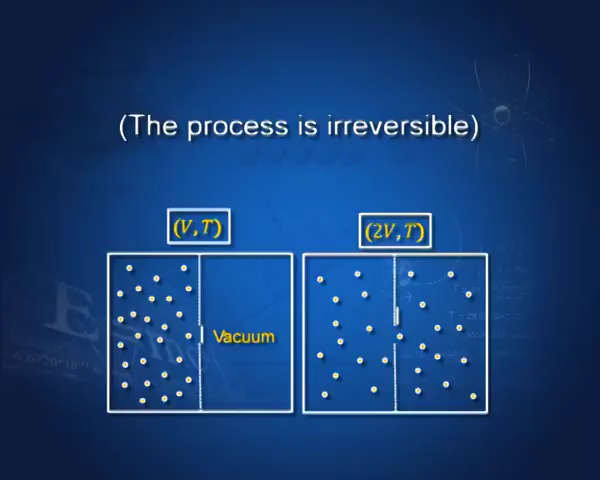 (The process is irreversible)
(V,T)
(2V,T)
Vacuum